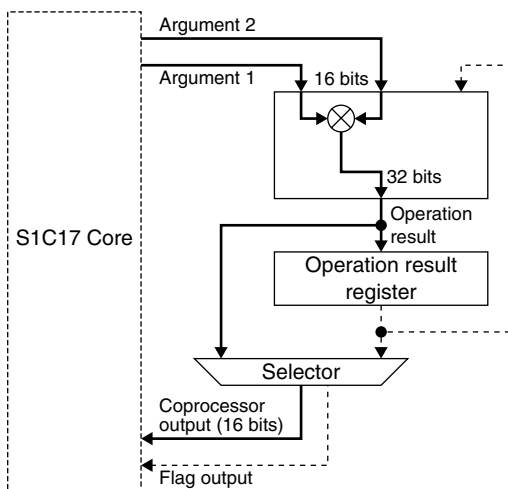 Argument 2
Argument 1
16 bits
32 bits
S1C17 Core
Operation
result
Operation result
register
Selector
Coprocessor
output (16 bits)
Flag output